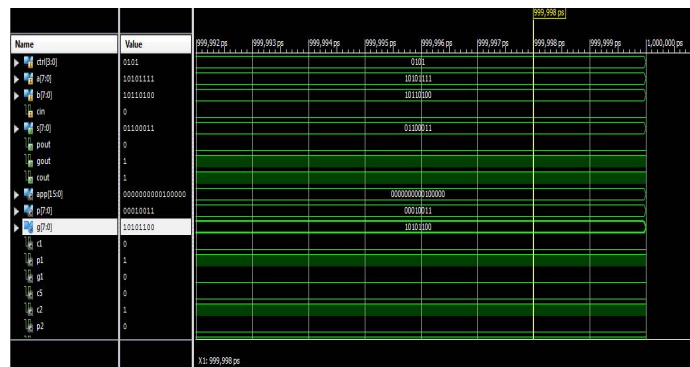 999,998 ps
Name Value 999,992 ps 999,993 ps 999,994 ps 999,995 ps 999,996 ps 999,997 ps 999,998 ps 999,999 ps 1,000,000 ps
ctrl[3:0] 0101 0101
a[7:0] 10101111 10101111
b[7:0] 10110100 10110100
cin 0
s[7:0] 01100011 01100011
pout 0
gout 1
cout 1
app[15:0] 0000000000100000 0000000000100000
p[7:0] 00010011 00010011
g[7:0] 10101100 10101100
c1 0
p1 1
g1 0
c5 0
c2 1
p2 0
X1: 999,998 ps